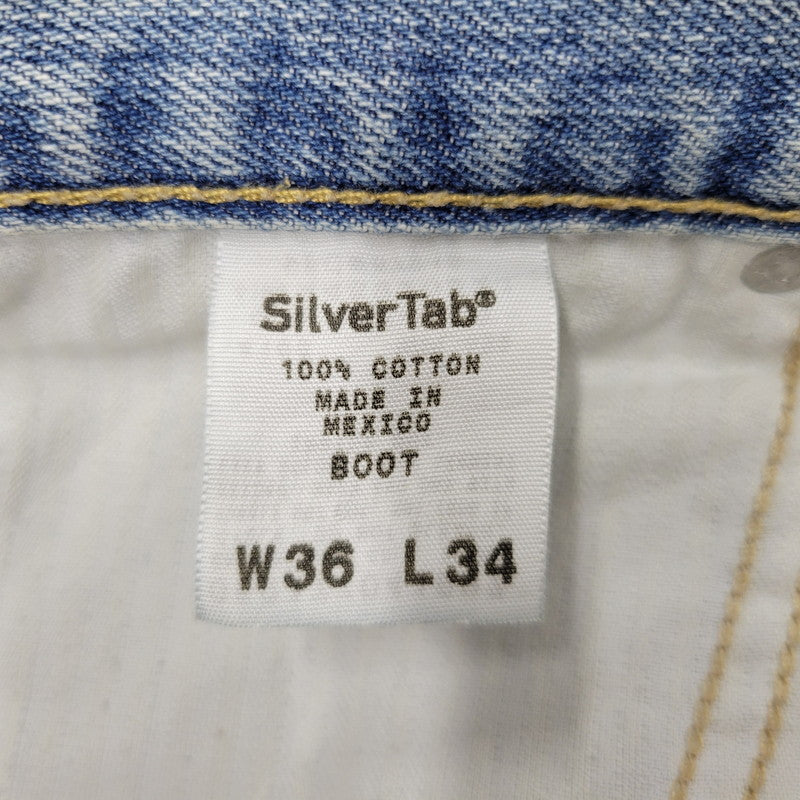 SilverTab®
100% COTTON
MADE IN
MEXICO
BOOT
W36 L34